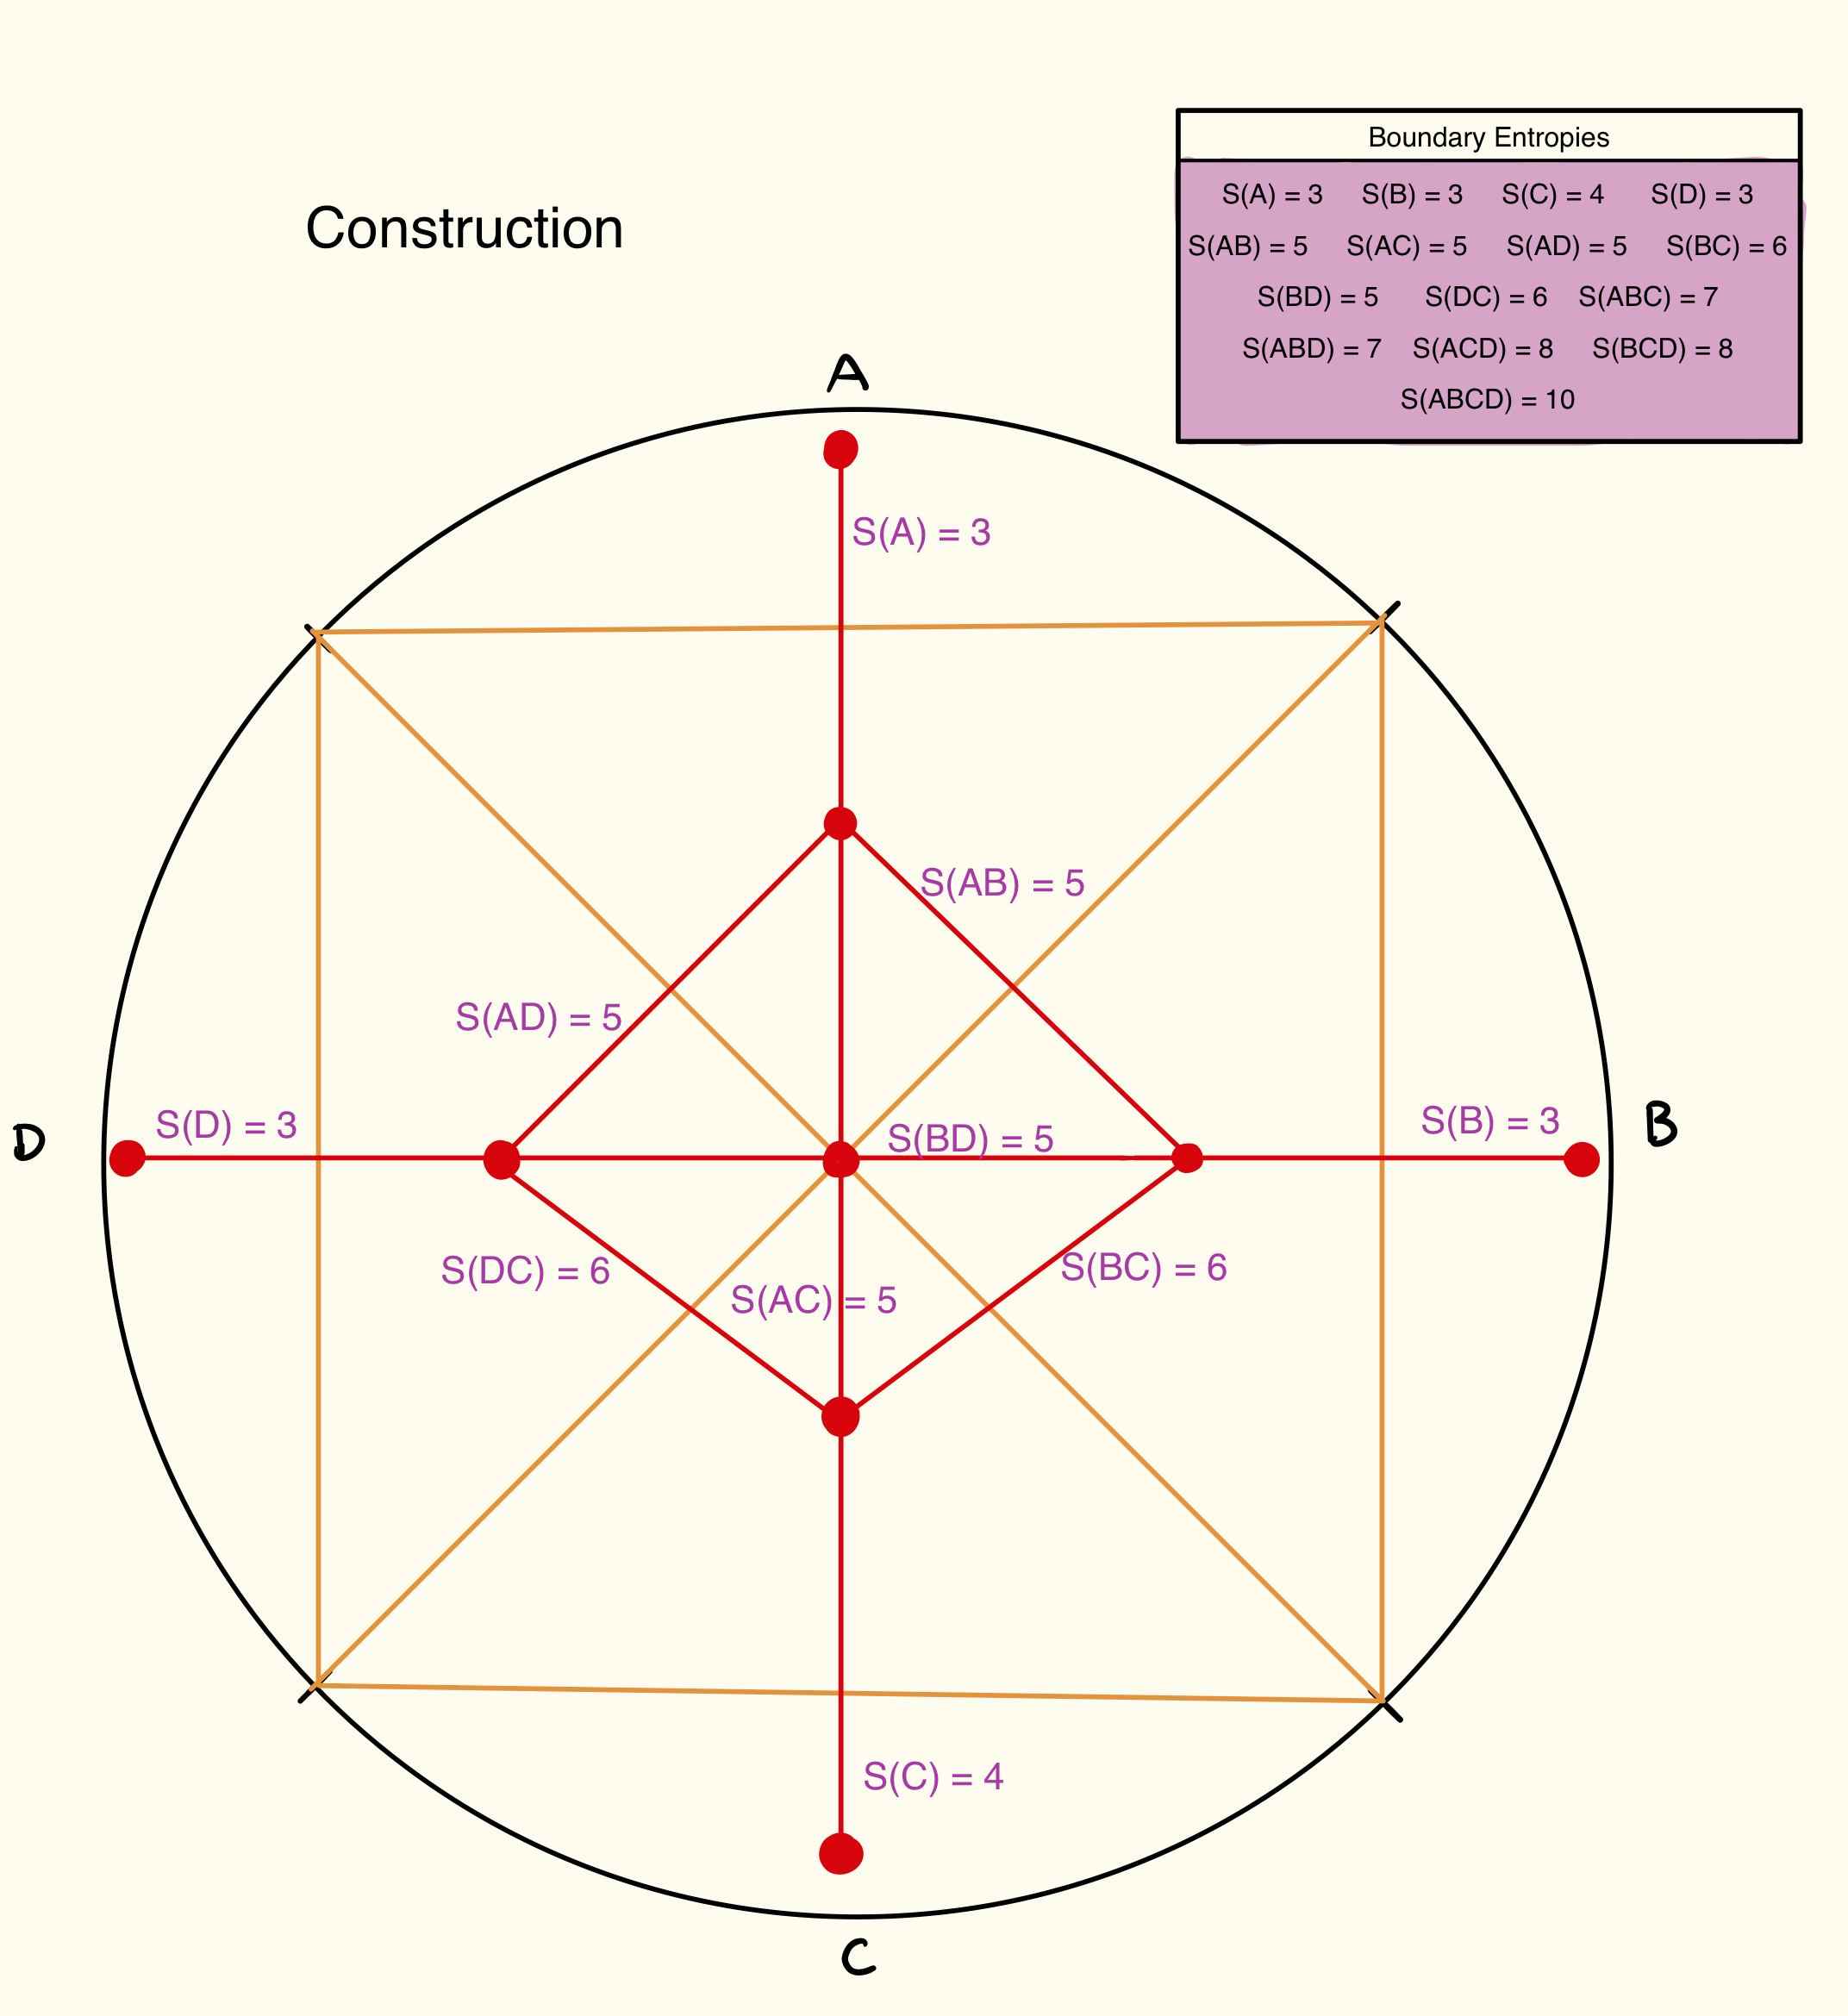 Boundary Entropies
S(A) = 3 S(B) = 3 S(C) = 4 S(D) = 3
S(AB) = 5 S(AC) = 5 S(AD) = 5 S(BC) = 6
S(BD) = 5 S(DC) = 6 S(ABC) = 7
S(ABD) = 7 S(ACD) = 8 S(BCD) = 8
S(ABCD) = 10
Construction
A
S(A) = 3
S(AB) = 5
S(AD) = 5
D
S(D) = 3
S(BD) = 5
S(B) = 3
B
S(DC) = 6
S(AC) = 5
S(BC) = 6
S(C) = 4
C